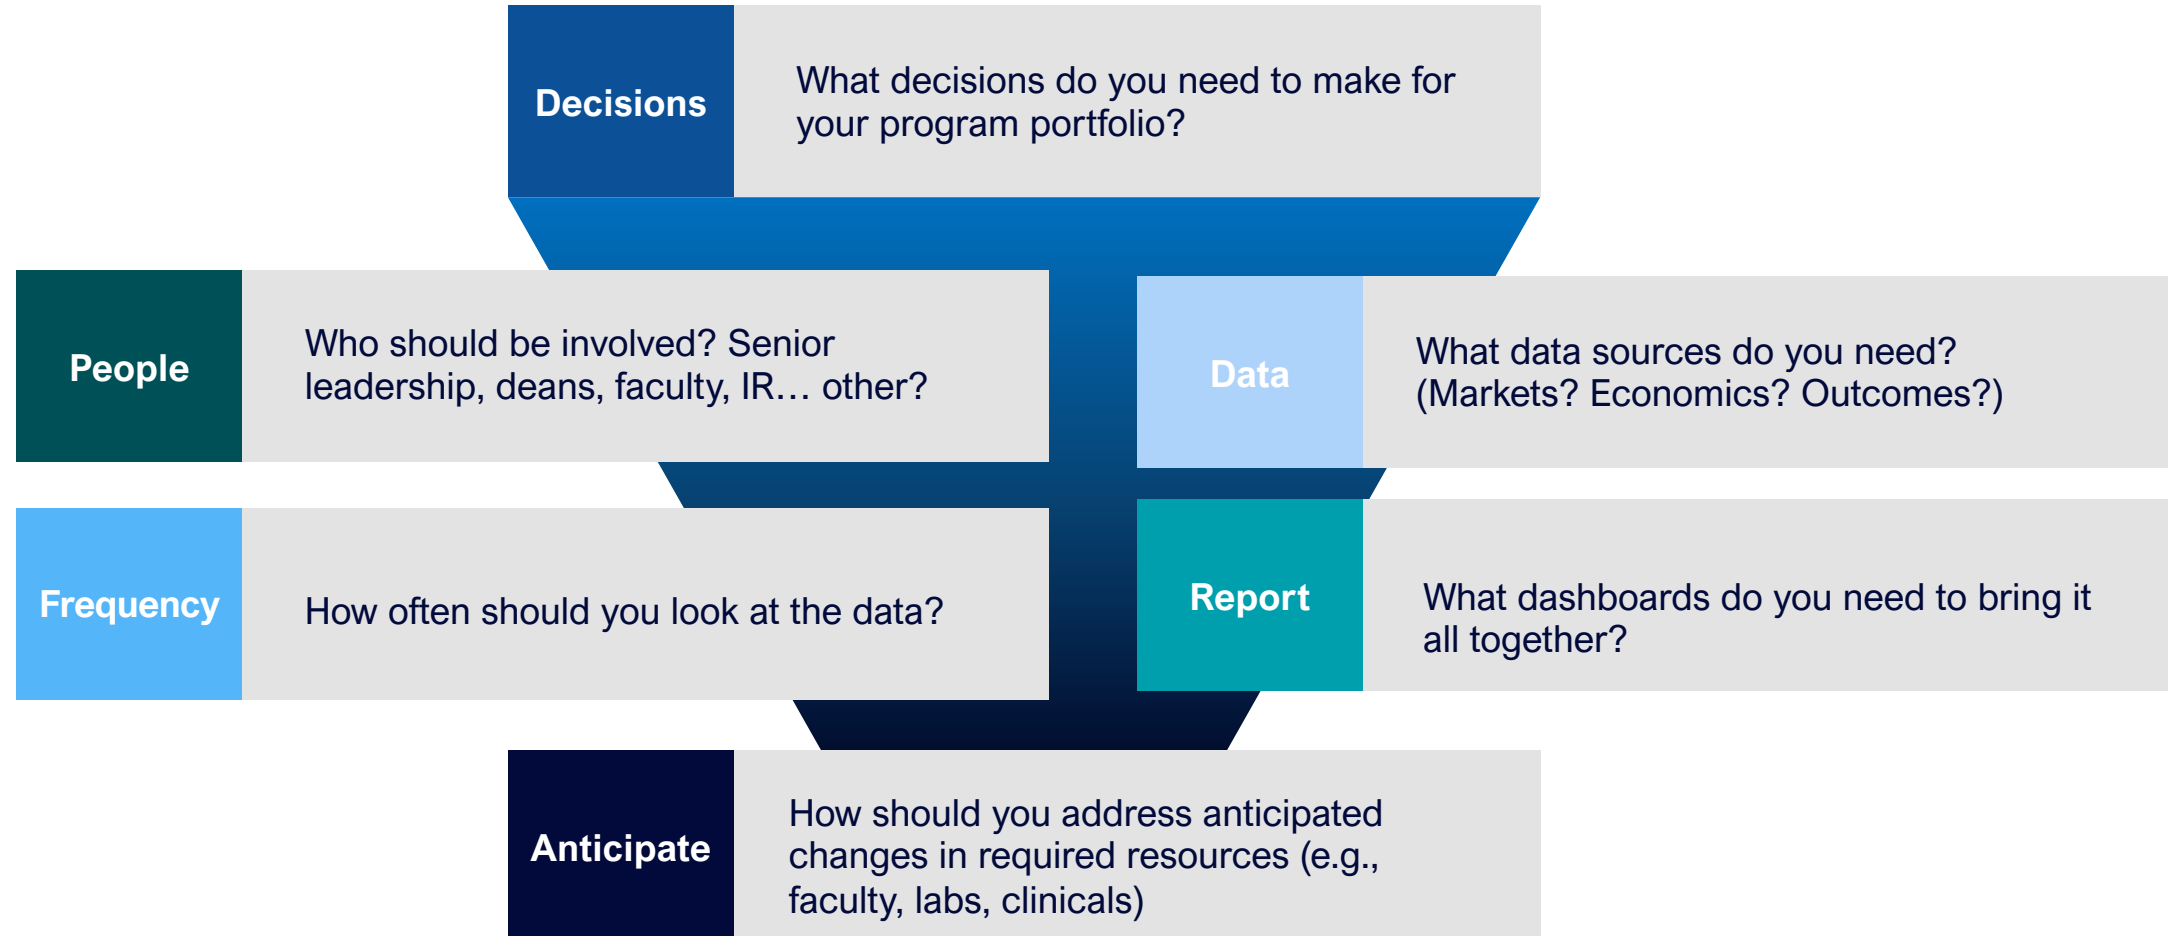 Decisions
What decisions do you need to make for
your program portfolio?
People
Who should be involved? Senior
leadership, deans, faculty, IR… other?
Data
What data sources do you need?
(Markets? Economics? Outcomes?)
Frequency
How often should you look at the data?
Report
What dashboards do you need to bring it
all together?
Anticipate
How should you address anticipated
changes in required resources (e.g.,
faculty, labs, clinicals)